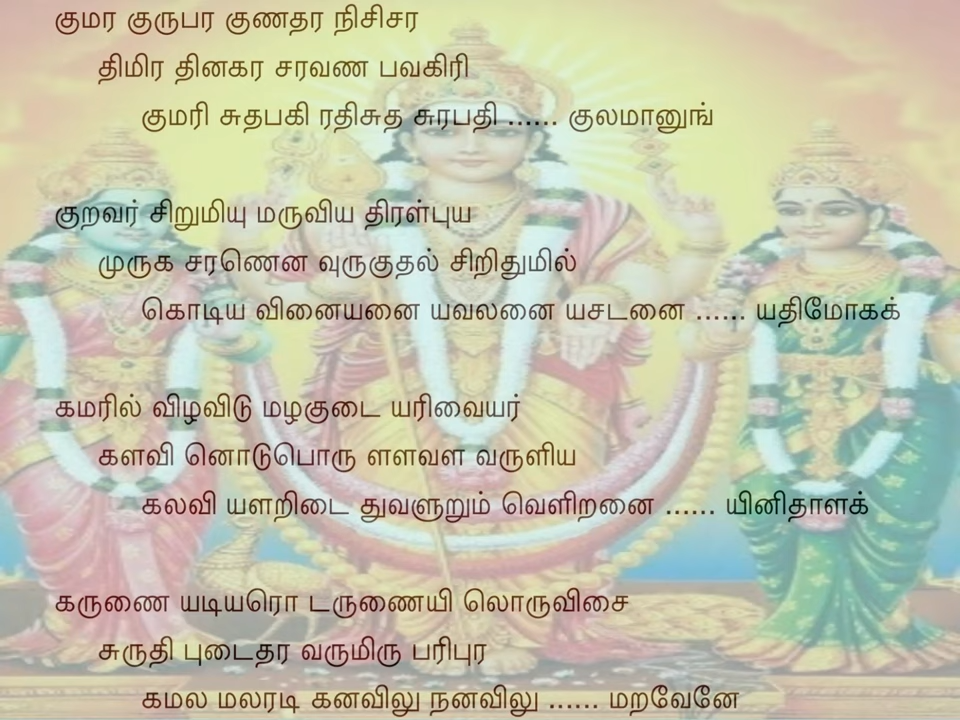 குமர குருபர குணதர நிசிசர
திமிர தினகர சரவண பவகிரி
குமரி சுதபகி ரதிசுத சுரபதி ...... குலமானுங்
குறவர் சிறுமியு மருவிய திரள்புய
முருக சரணென வுருகுதல் சிறிதுமில்
கொடிய வினையனை யவலனை யசடனை ...... யதிமோகக்
கமரில் விழவிடு மழகுடை யரிவையர்
களவி னொடுபொரு ளளவள வருளிய
கலவி யளறிடை துவளுறும் வெளிறனை ...... யினிதாளக்
கருணை யடியரொ டருணையி லொருவிசை
சுருதி புடைதர வருமிரு பரிபுர
கமல மலரடி கனவிலு நனவிலு ...... மறவேனே